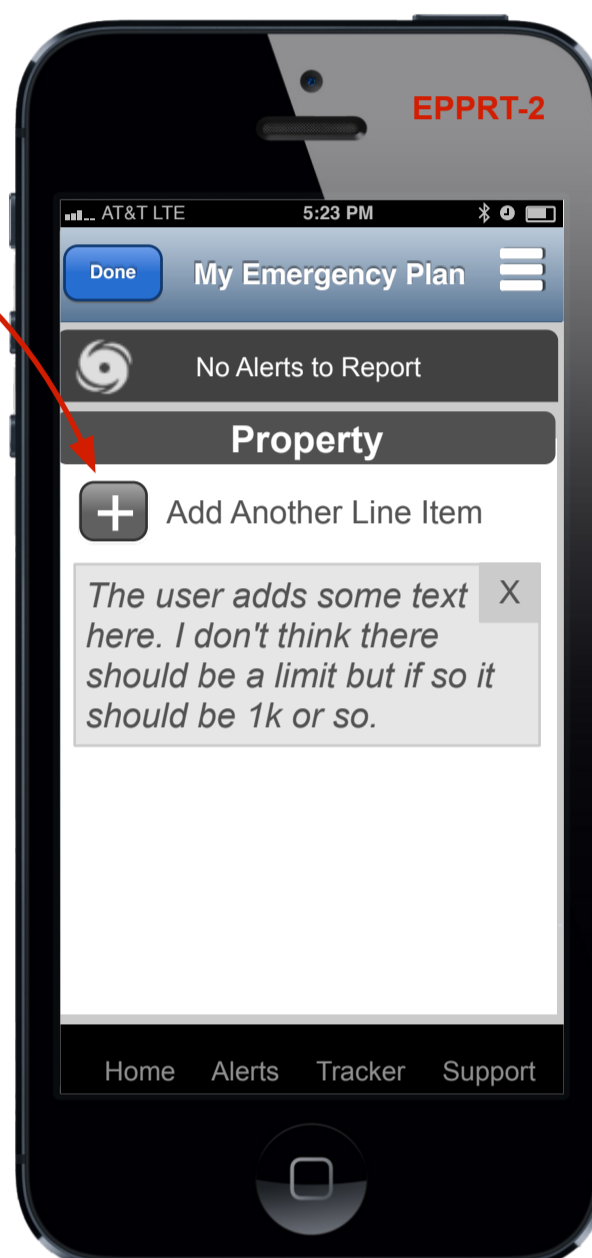 EPPRT-2
AT&T LTE 5:23 PM
Done My Emergency Plan
No Alerts to Report
Property
+ Add Another Line Item
The user adds some text X
here. I don't think there
should be a limit but if so it
should be 1k or so.
Home Alerts Tracker Support